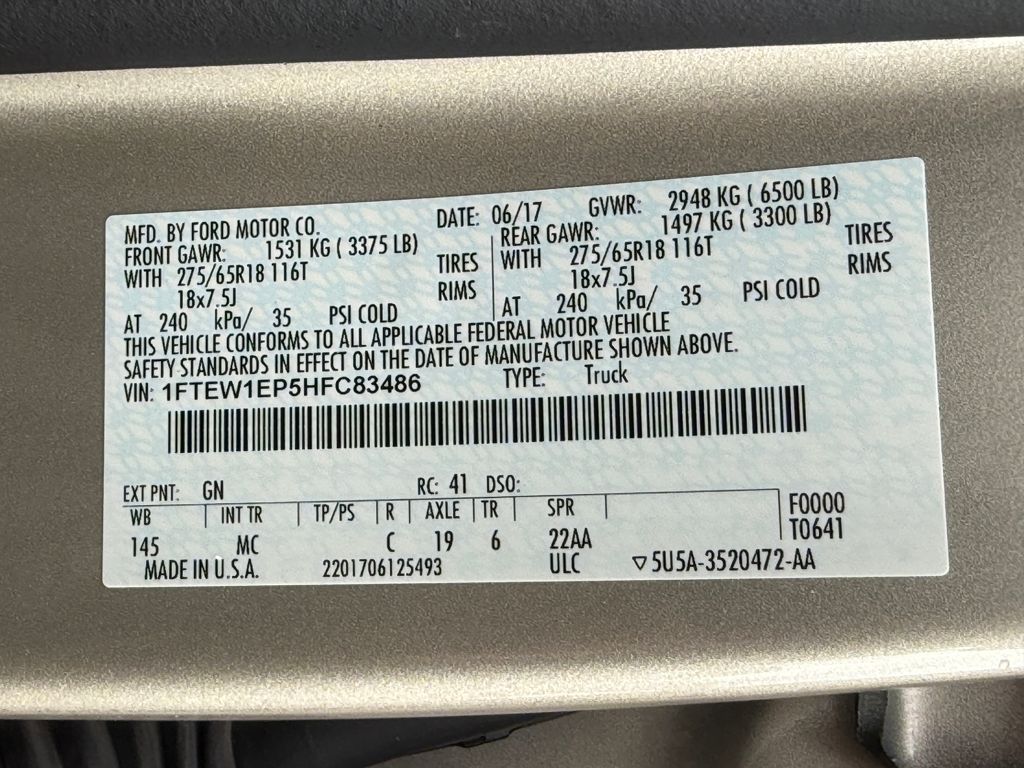 MFD. BY FORD MOTOR CO. DATE: 06/17 GVWR: 2948 KG ( 6500 LB)
FRONT GAWR: 1531 KG ( 3375 LB) REAR GAWR: 1497 KG ( 3300 LB)
WITH 275/65R18 116T TIRES WITH 275/65R18 116T TIRES
18x7.5J RIMS 18x7.5J RIMS
AT 240 kPa/ 35 PSI COLD AT 240 kPa/ 35 PSI COLD
THIS VEHICLE CONFORMS TO ALL APPLICABLE FEDERAL MOTOR VEHICLE
SAFETY STANDARDS IN EFFECT ON THE DATE OF MANUFACTURE SHOWN ABOVE.
VIN: 1FTEW1EP5HFC83486 TYPE: Truck
EXT PNT: GN RC: 41 DSO:
WB INT TR TP/PS R AXLE TR SPR F0000
145 MC C 19 6 22AA T0641
MADE IN U.S.A. 2201706125493 ULC ▽5U5A-3520472-AA